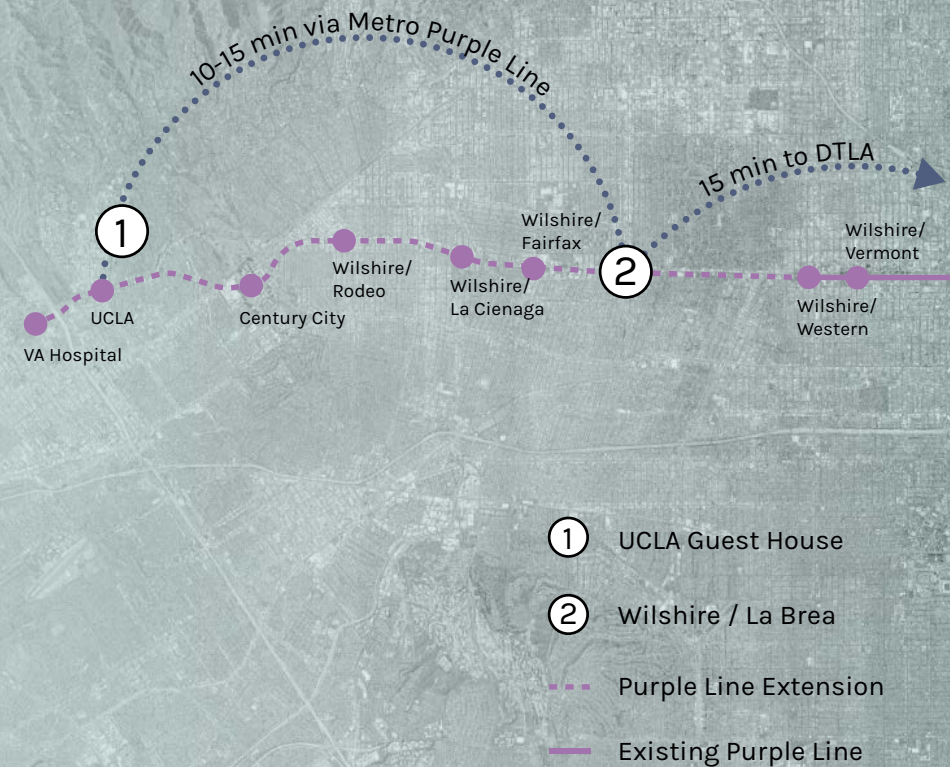 10-15 min via Metro Purple Line
15 min to DTLA
1
Wilshire/
Fairfax
Wilshire/
Vermont
2
Wilshire/
Rodeo
Wilshire/
La Cienaga
UCLA
Century City
Wilshire/
Western
VA Hospital
1 UCLA Guest House
2 Wilshire / La Brea
Purple Line Extension
Existing Purple Line